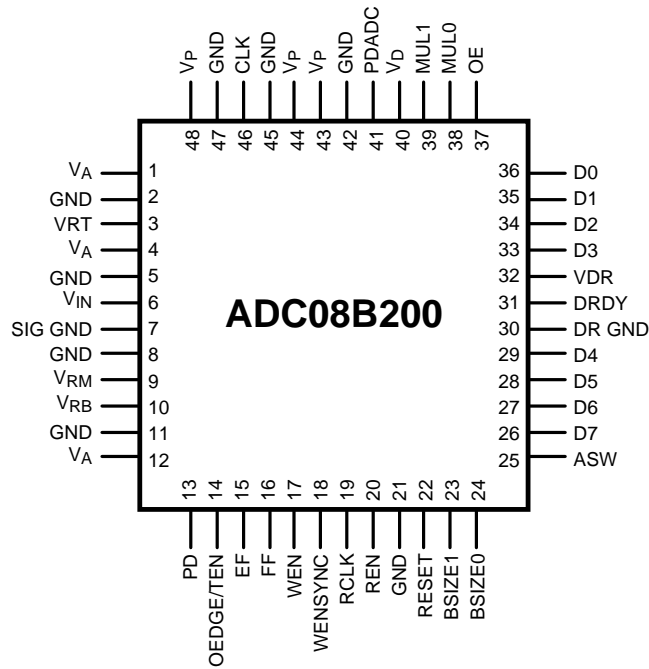 VP GND CLK GND VP VP GND PDADC VD MUL1 MUL0 OE
48 47 46 45 44 43 42 41 40 39 38 37
VA 1
GND 2
VRT 3
VA 4
GND 5
VIN 6
SIG GND 7
GND 8
VRM 9
VRB 10
GND 11
VA 12
ADC08B200
36 D0
35 D1
34 D2
33 D3
32 VDR
31 DRDY
30 DR GND
29 D4
28 D5
27 D6
26 D7
25 ASW
13 14 15 16 17 18 19 20 21 22 23 24
PD OEDGE/TEN EF FF WEN WENSYNC RCLK REN GND RESET BSIZE1 BSIZE0